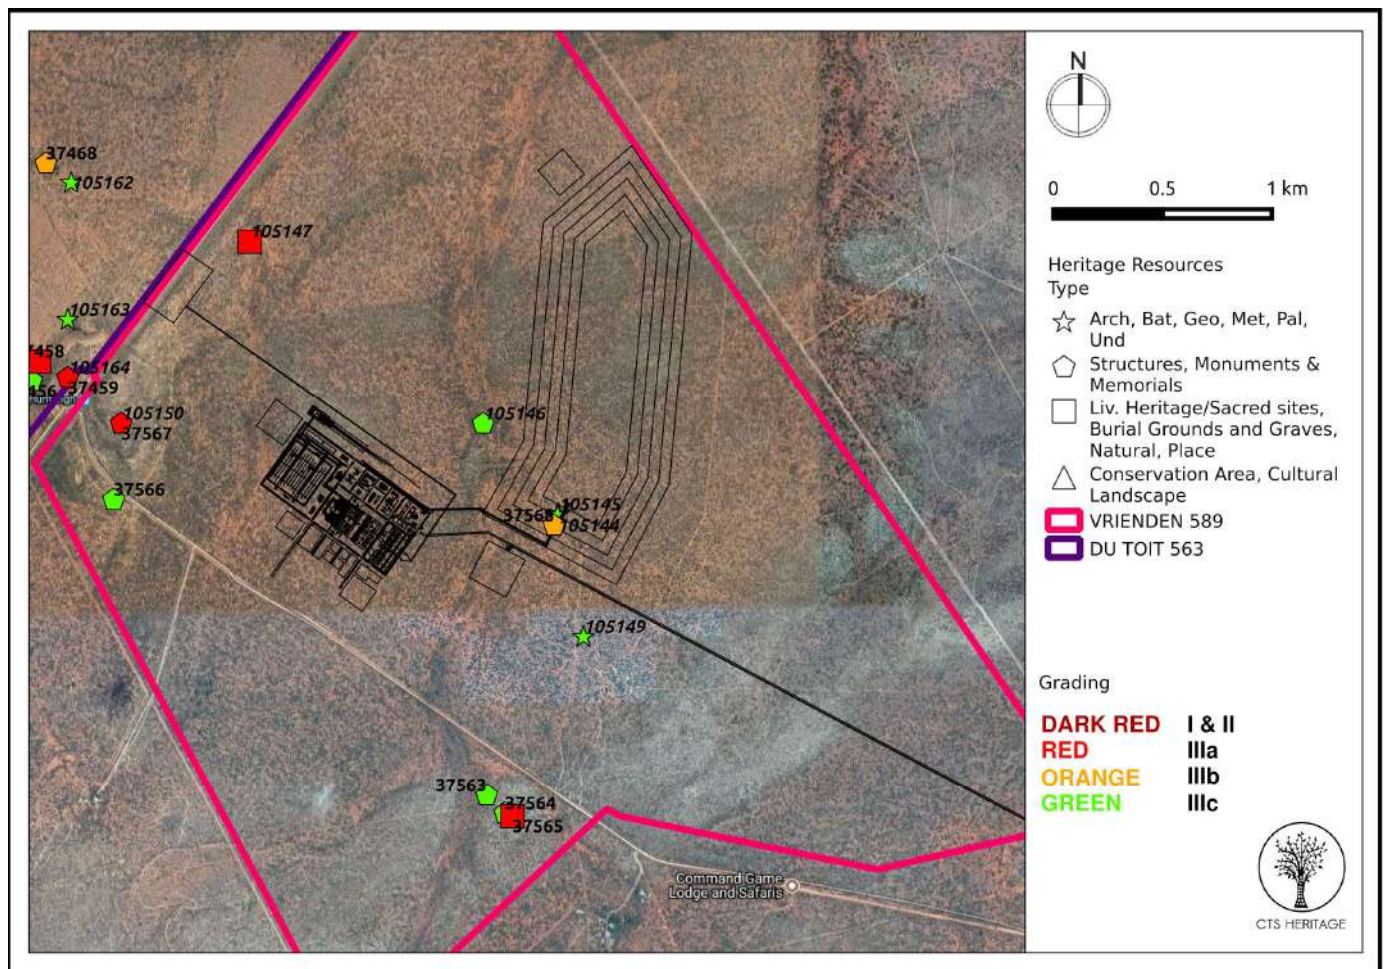 37468
105162
105147
105163
7458
105164
456
37459
105150
37567
37566
105146
105145
37568
105144
105149
37563
37564
37565
Command Game
Lodge and Safaris
N
0 0.5 1 km
Heritage Resources
Type
Arch, Bat, Geo, Met, Pal,
Und
Structures, Monuments &
Memorials
Liv. Heritage/Sacred sites,
Burial Grounds and Graves,
Natural, Place
Conservation Area, Cultural
Landscape
VRIENDEN 589
DU TOIT 563
Grading
DARK RED I & II
RED IIIa
ORANGE IIIb
GREEN IIIc
CTS HERITAGE